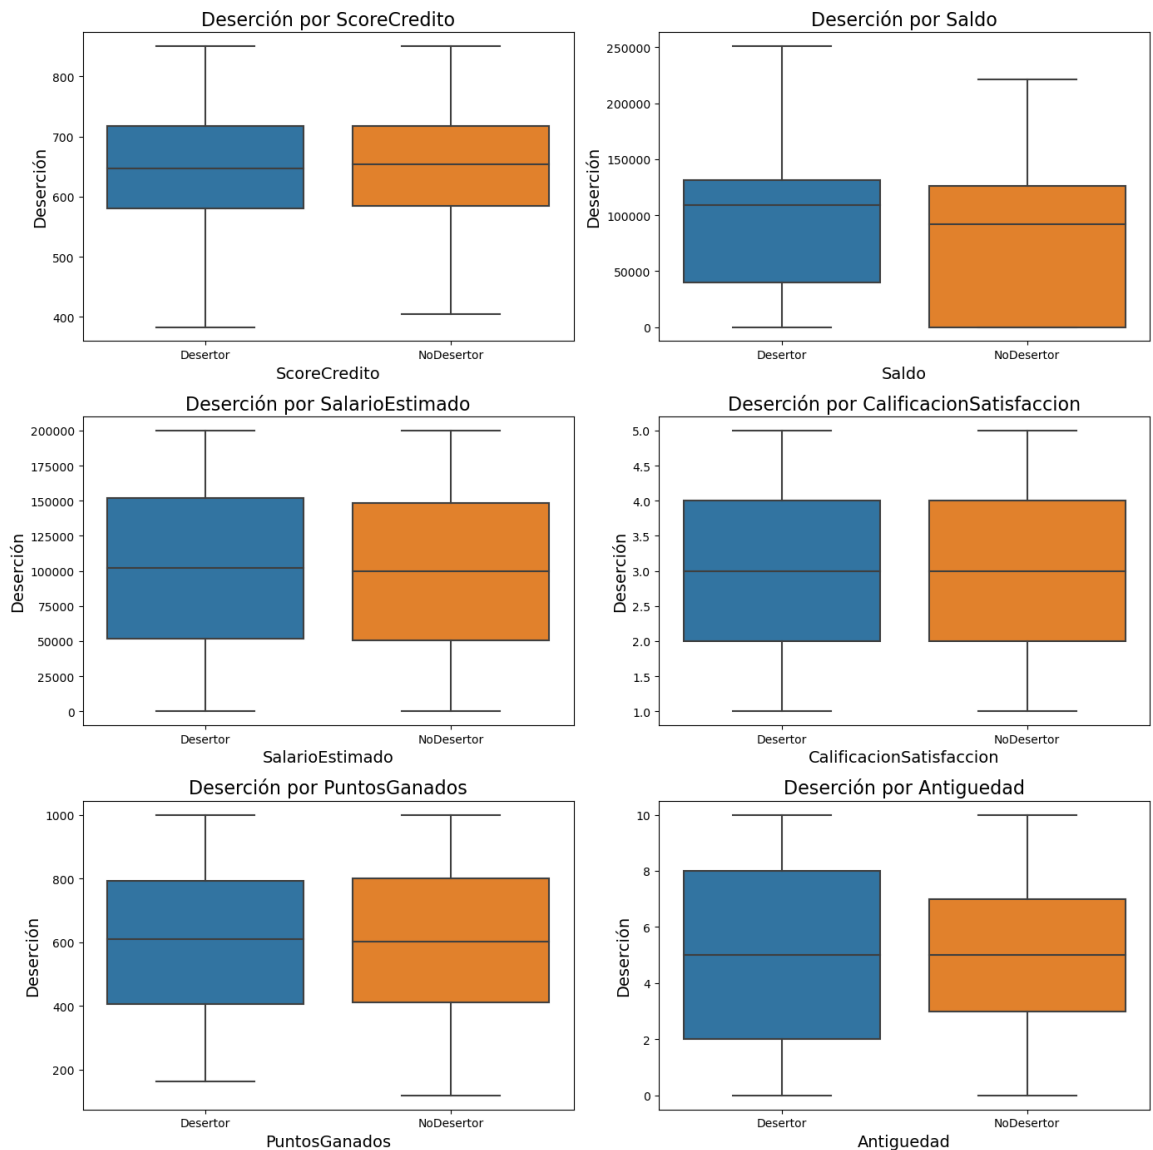 Deserción por ScoreCredito
Deserción
800
700
600
500
400
Desertor
NoDesertor
ScoreCredito
Deserción por Saldo
Deserción
250000
200000
150000
100000
50000
0
Desertor
NoDesertor
Saldo
Deserción por SalarioEstimado
Deserción
200000
175000
150000
125000
100000
75000
50000
25000
0
Desertor
NoDesertor
SalarioEstimado
Deserción por CalificacionSatisfaccion
Deserción
5.0
4.5
4.0
3.5
3.0
2.5
2.0
1.5
1.0
Desertor
NoDesertor
CalificacionSatisfaccion
Deserción por PuntosGanados
Deserción
1000
800
600
400
200
Desertor
NoDesertor
PuntosGanados
Deserción por Antiguedad
Deserción
10
8
6
4
2
0
Desertor
NoDesertor
Antiguedad